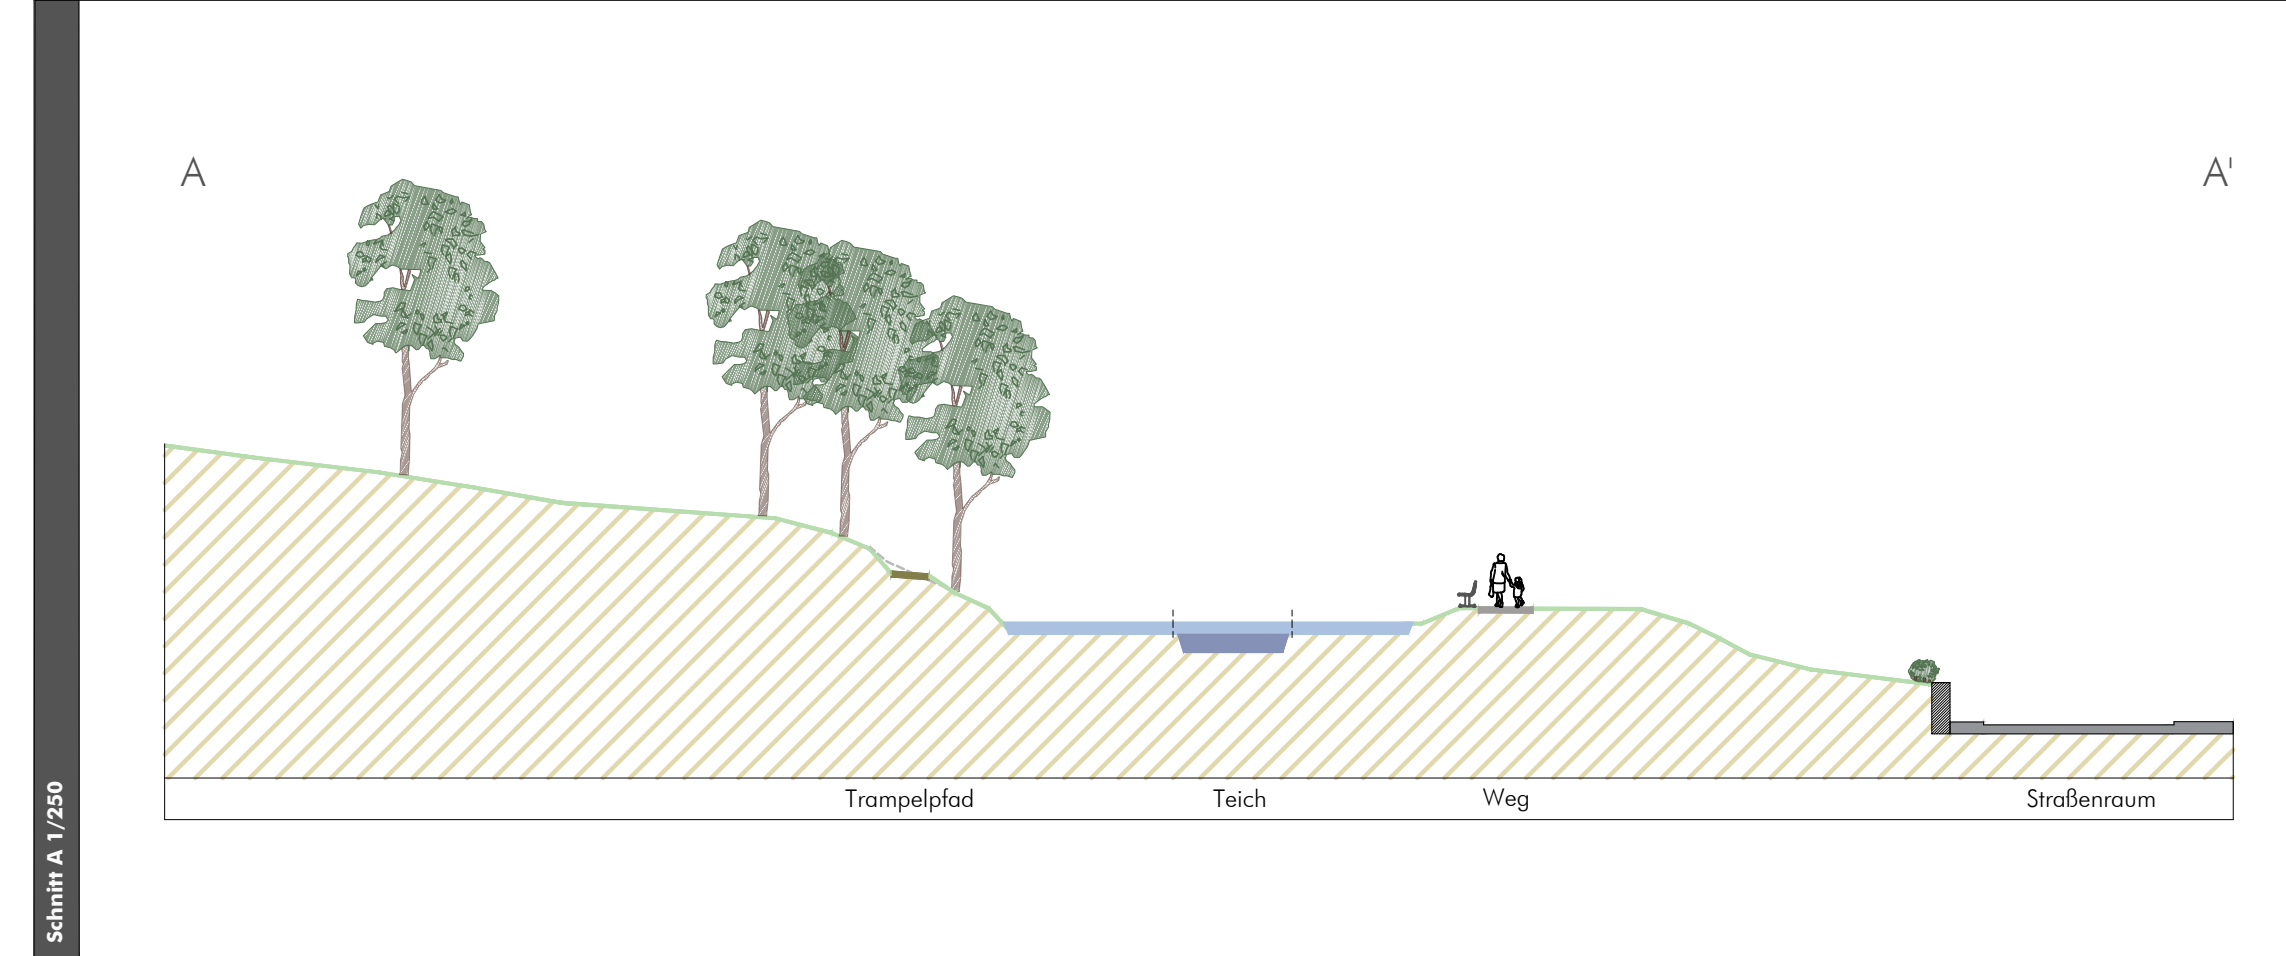 A
A'
Trampelpfad
Teich
Weg
Straßenraum
Schnitt A 1/250